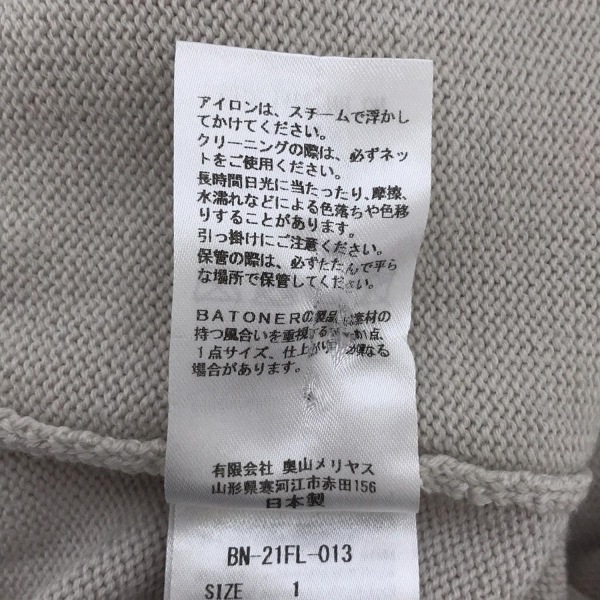 アイロンは、スチームで浮かし
てかけてください。
クリーニングの際は、必ずネッ
トをご使用ください。
長時間日光に当たったり、摩擦、
水濡れなどによる色落ちや色移
りすることがあります。
引っ掛けにご注意ください。
保管の際は、必ずたたんで平ら
な場所で保管してください。
BATONERの製品 素材の
持つ風合いを重視する 1点
1点サイズ、仕上がり 異なる
場合があります。
有限会社 奥山メリヤス
山形県寒河江市赤田156
日本製
BN-21FL-013
SIZE 1